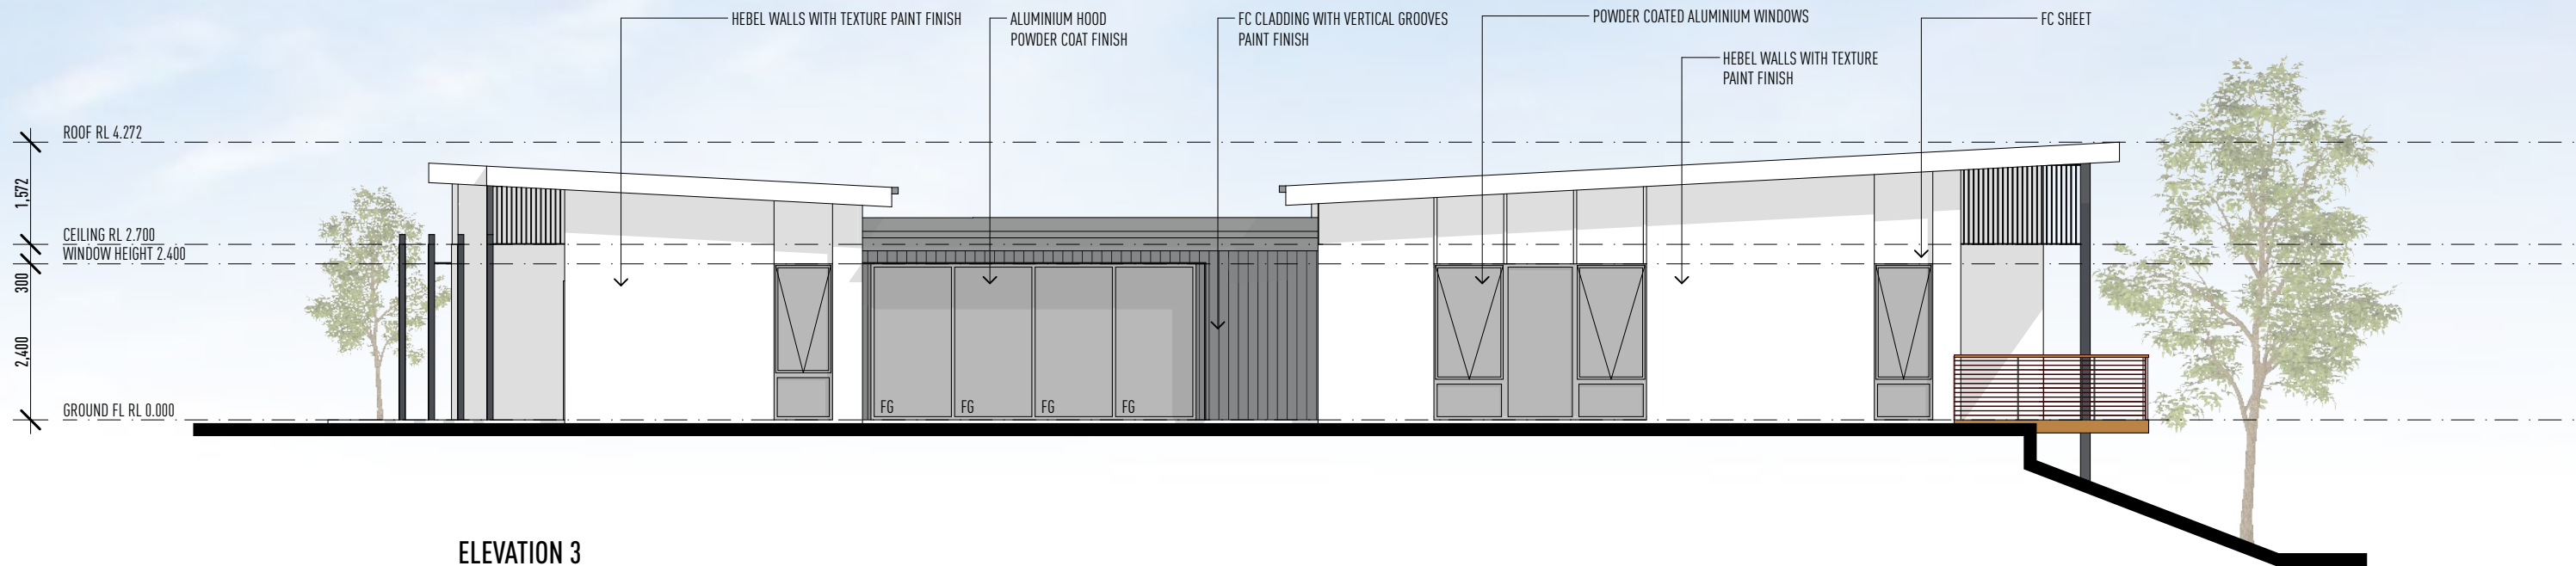 HEBEL WALLS WITH TEXTURE PAINT FINISH
ALUMINIUM HOOD
POWDER COAT FINISH
FC CLADDING WITH VERTICAL GROOVES
PAINT FINISH
POWDER COATED ALUMINIUM WINDOWS
HEBEL WALLS WITH TEXTURE
PAINT FINISH
FC SHEET
ROOF RL 4.272
1,572
CEILING RL 2.700
WINDOW HEIGHT 2.400
300
2,400
GROUND FL RL 0.000
FG
FG
FG
FG
ELEVATION 3